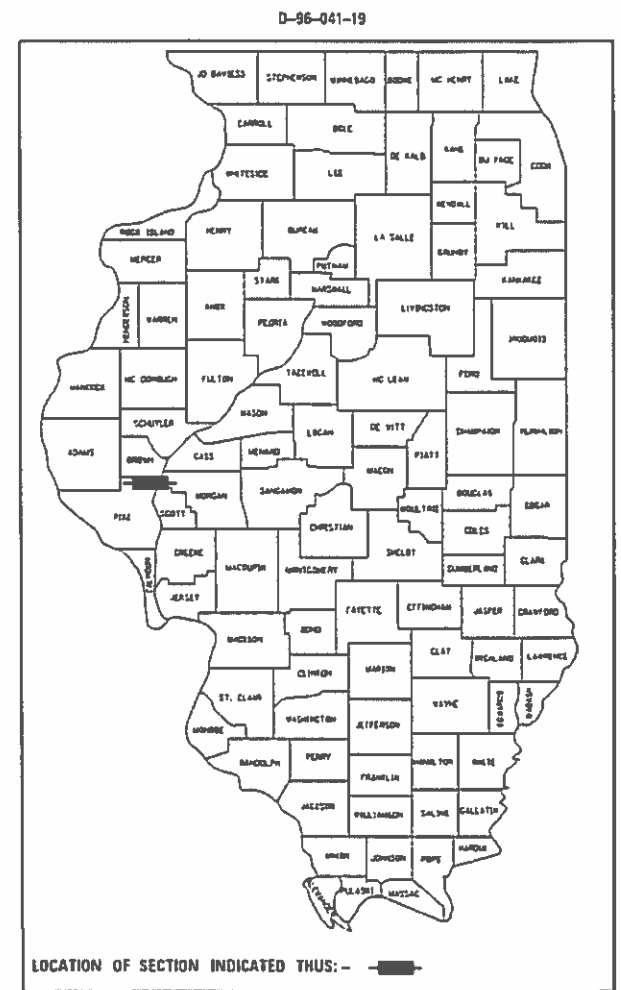 D-96-041-19
JO DAVIESS STEPHENSON WINNEBAGO BOONE MC HENRY LAKE
CARROLL OGLE
DE KALB KANE DU PAGE COOK
WHITESIDE LEE
KENDALL WILL
ROCK ISLAND HENRY BUREAU LA SALLE GRUNDY
MERCER PUTNAM KANKAKEE
STARK MARSHALL LIVINGSTON
HENDERSON WARREN KNOX PEORIA WOODFORD IROQUOIS
HANCOCK MC DONOUGH FULTON TAZEWELL MC LEAN FORD
MASON
SCHUYLER LOGAN DE WITT CHAMPAIGN VERMILION
ADAMS BROWN CASS MENARD PIATT
MACON
MORGAN SANGAMON DOUGLAS EDGAR
PIKE SCOTT CHRISTIAN MOULTRIE COLES
SHELBY
GREENE MACOUPIN MONTGOMERY CUMBERLAND CLARK
CALHOUN JERSEY FAYETTE EFFINGHAM JASPER CRAWFORD
MADISON BOND
CLAY RICHLAND LAWRENCE
CLINTON MARION
ST. CLAIR WAYNE EDWARDS WABASH
WASHINGTON JEFFERSON
MONROE
RANDOLPH PERRY HAMILTON WHITE
FRANKLIN
JACKSON WILLIAMSON SALINE GALLATIN
UNION JOHNSON POPE HARDIN
ALEXANDER PULASKI MASSAC
LOCATION OF SECTION INDICATED THUS:-